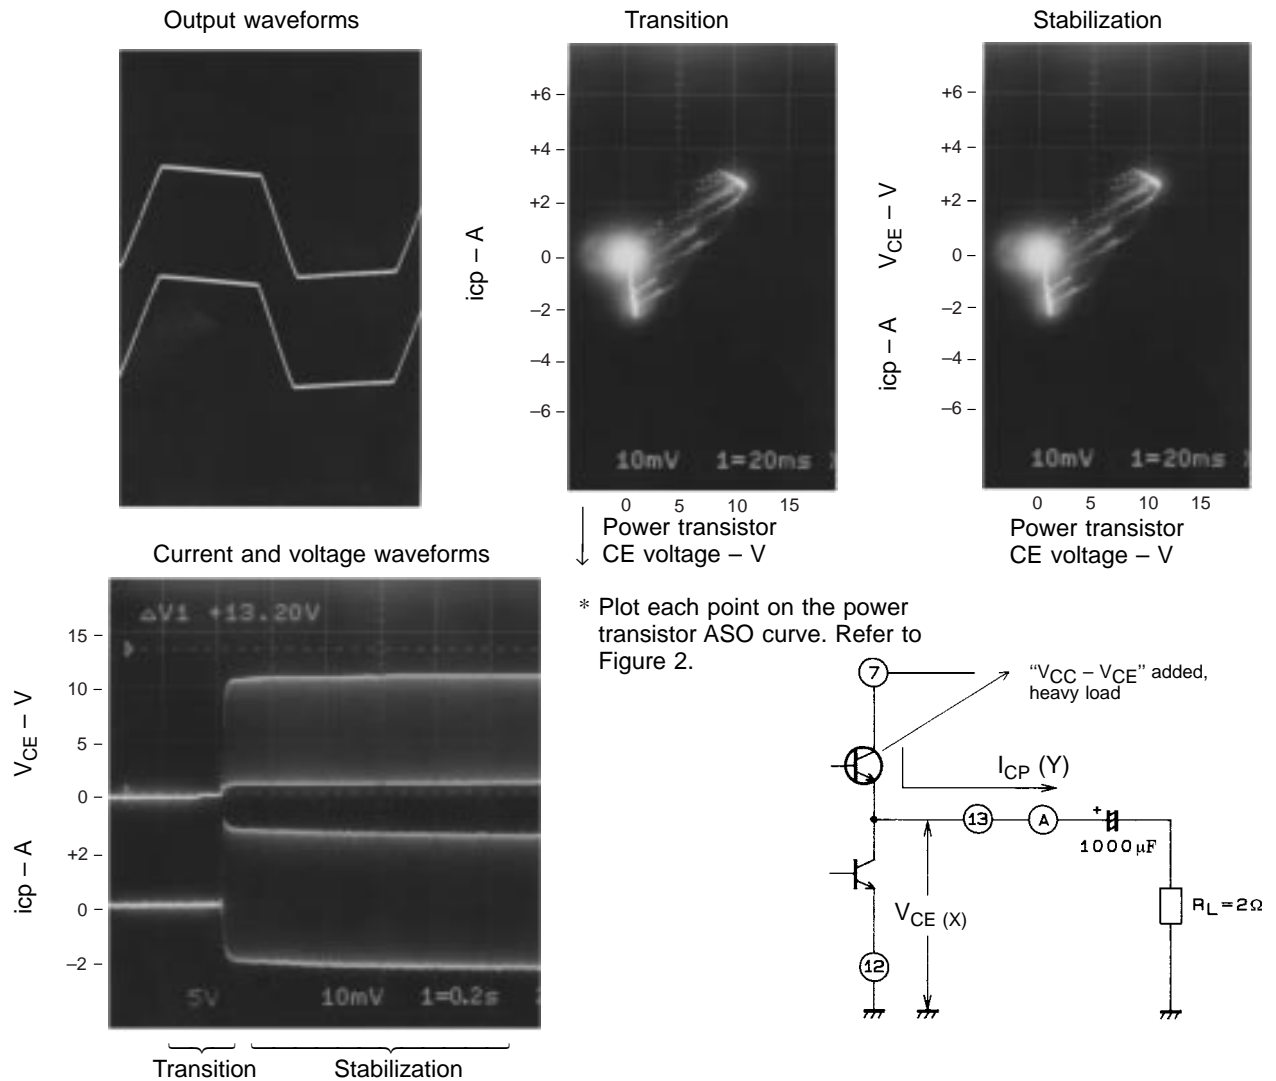 Output waveforms
Transition
+6
+4
+2
0
−2
−4
−6
icp – A
10mV 1=20ms
0 5 10 15
Power transistor
CE voltage – V
Stabilization
+6
+4
+2
0
−2
−4
−6
VCE – V
icp – A
10mV 1=20ms
0 5 10 15
Power transistor
CE voltage – V
* Plot each point on the power
transistor ASO curve. Refer to
Figure 2.
Current and voltage waveforms
ΔV1 +13.20V
15
10
5
0
+2
0
−2
VCE – V
icp – A
5V 10mV 1=0.2s
Transition
Stabilization
7
“VCC – VCE” added,
heavy load
ICP (Y)
13
A
+
1000µF
VCE (X)
RL=2Ω
12